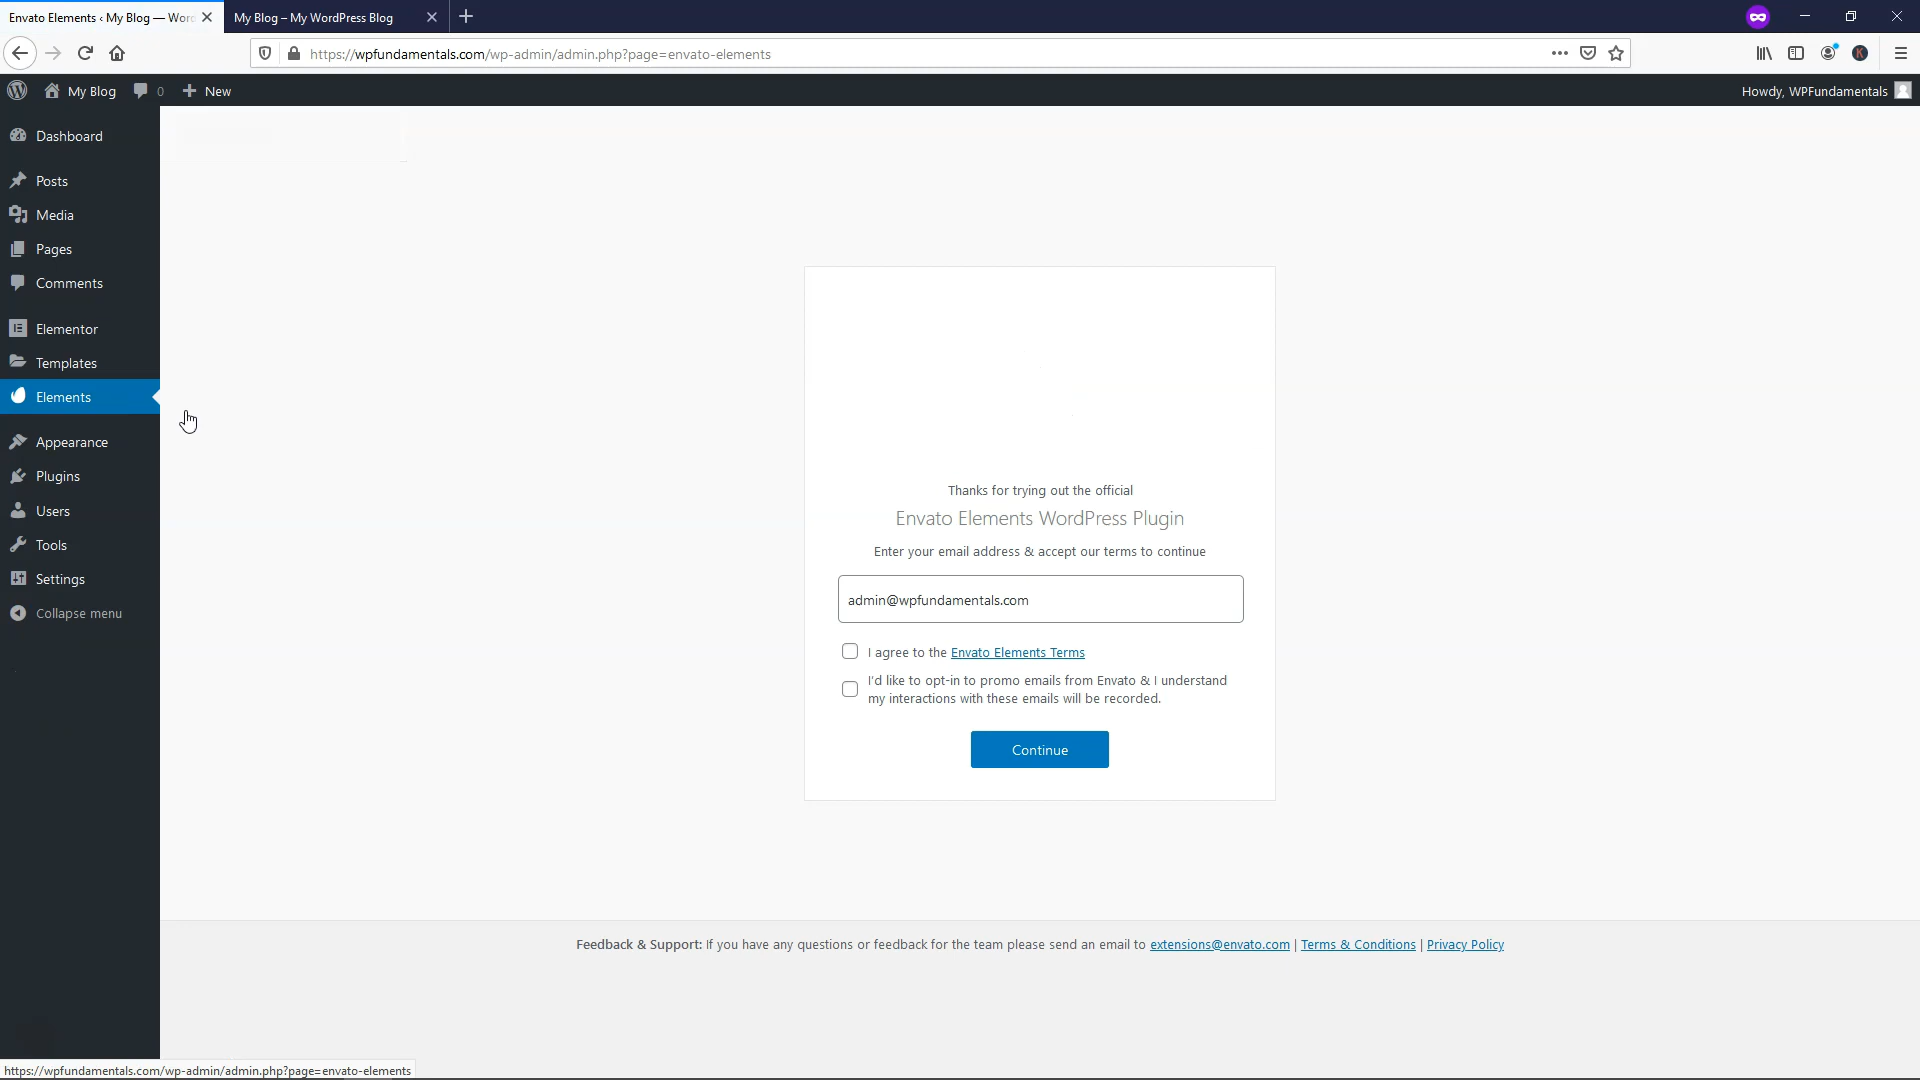 Envato Elements ‹ My Blog — Wor
My Blog – My WordPress Blog
https://wpfundamentals.com/wp-admin/admin.php?page=envato-elements
My Blog
0
New
Howdy, WPFundamentals
Dashboard
Posts
Media
Pages
Comments
Elementor
Templates
Elements
Appearance
Plugins
Users
Tools
Settings
Collapse menu
Thanks for trying out the official
Envato Elements WordPress Plugin
Enter your email address & accept our terms to continue
admin@wpfundamentals.com
I agree to the Envato Elements Terms
I'd like to opt-in to promo emails from Envato & I understand
my interactions with these emails will be recorded.
Continue
Feedback & Support: If you have any questions or feedback for the team please send an email to extensions@envato.com | Terms & Conditions | Privacy Policy
https://wpfundamentals.com/wp-admin/admin.php?page=envato-elements